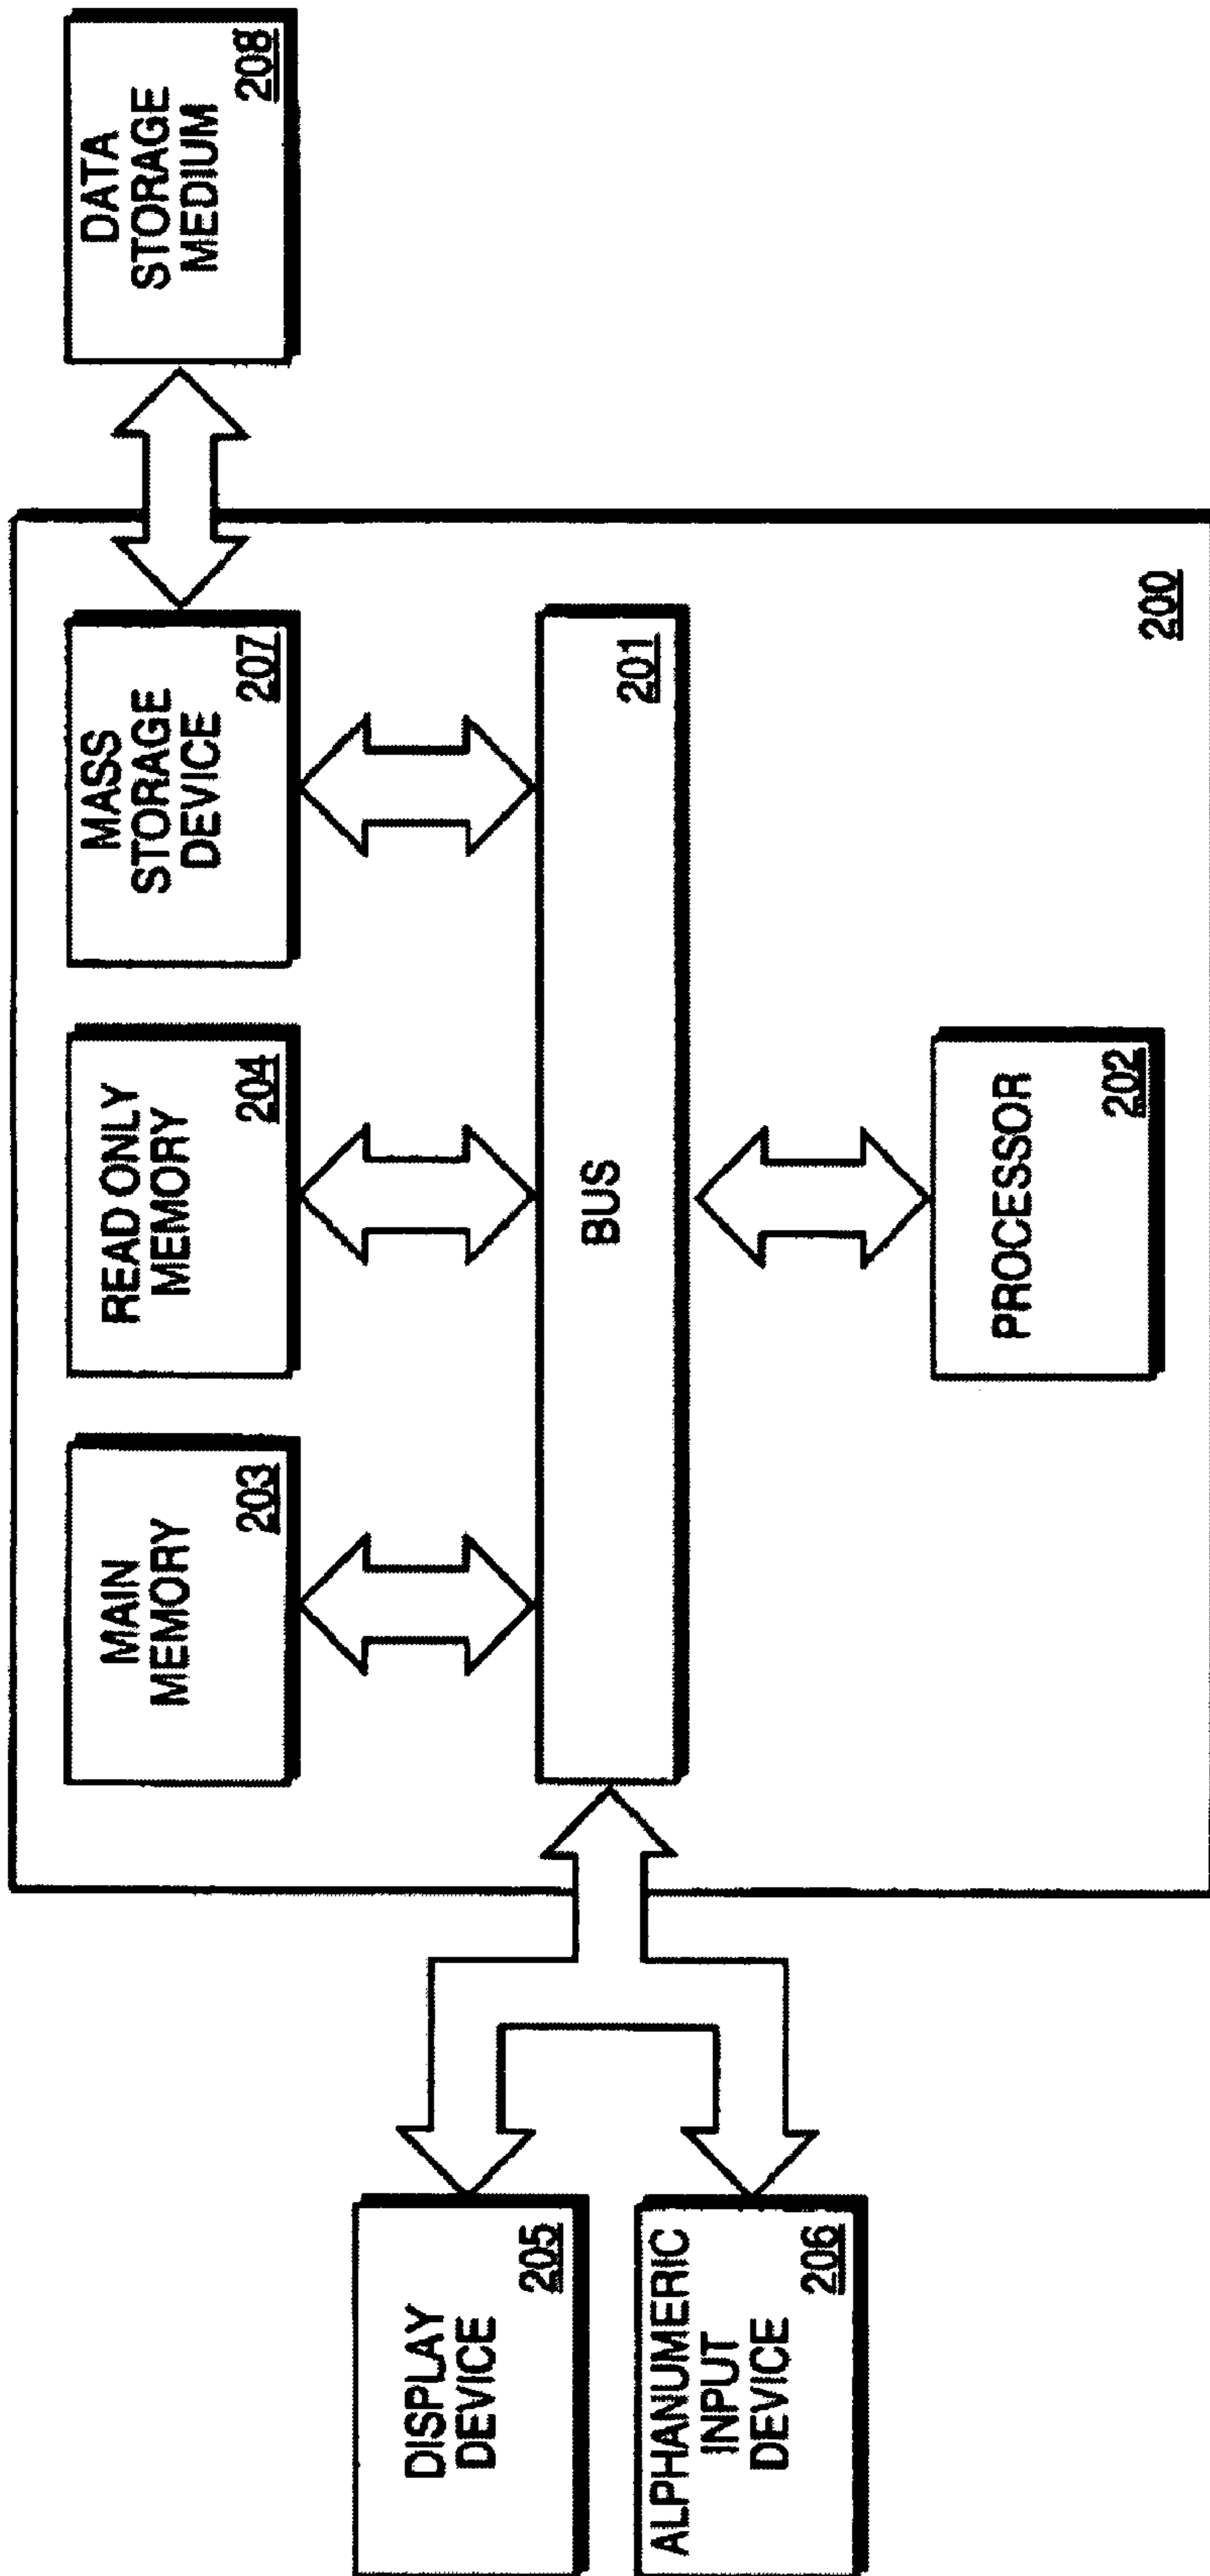 MAIN
MEMORY
203
READ ONLY
MEMORY
204
MASS
STORAGE
DEVICE
207
DATA
STORAGE
MEDIUM
208
DISPLAY
DEVICE
205
ALPHANUMERIC
INPUT
DEVICE
206
BUS
201
PROCESSOR
202
200